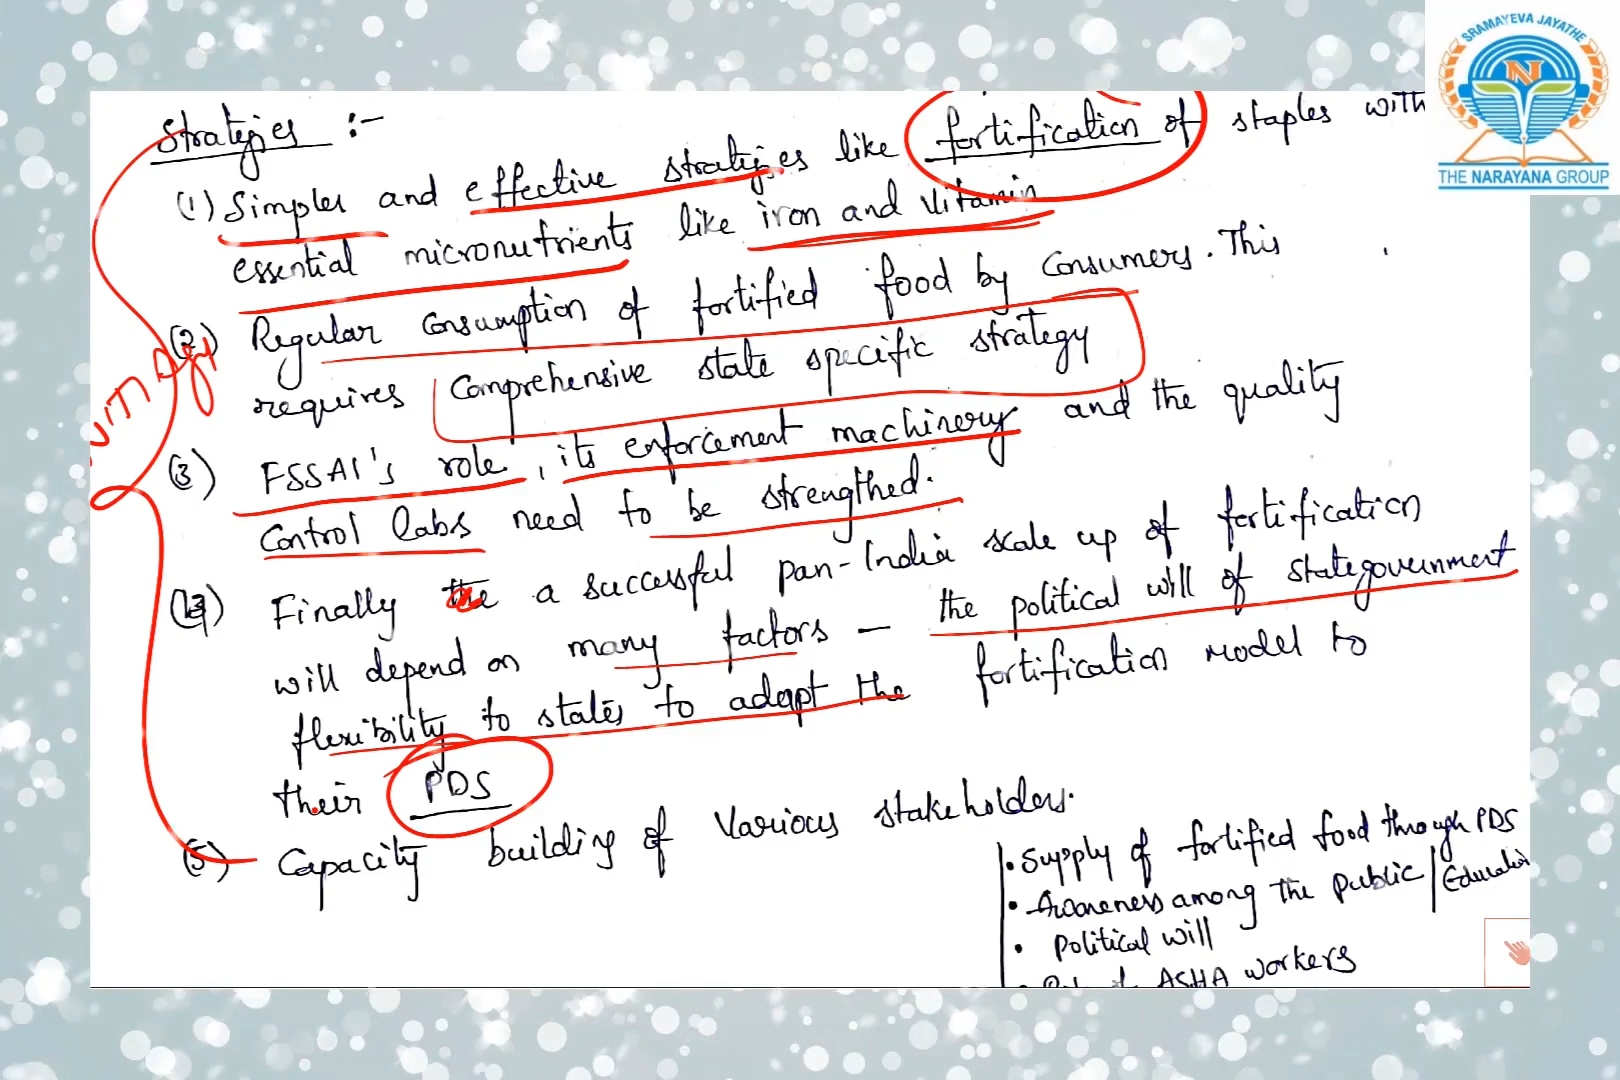 SRAMAYEVA JAYATHE
N
THE NARAYANA GROUP
Strategies :-
(1) Simples and effective strategies like fortification of staples with
essential micronutrients like iron and vitamin
(2) Regular consumption of fortified food by consumers. This
requires comprehensive state specific strategy
(3) FSSAI's role, its enforcement machinery and the quality
control labs need to be strengthed.
(4) Finally a successful pan-India scale up of fortification
will depend on many factors – the political will of state government
flexibility to states to adapt the fortification model to
their PDS
(5) Capacity building of various stakeholders.
• Supply of fortified food through PDS
• Awareness among the public / Educatio
• political will
ASHA workers